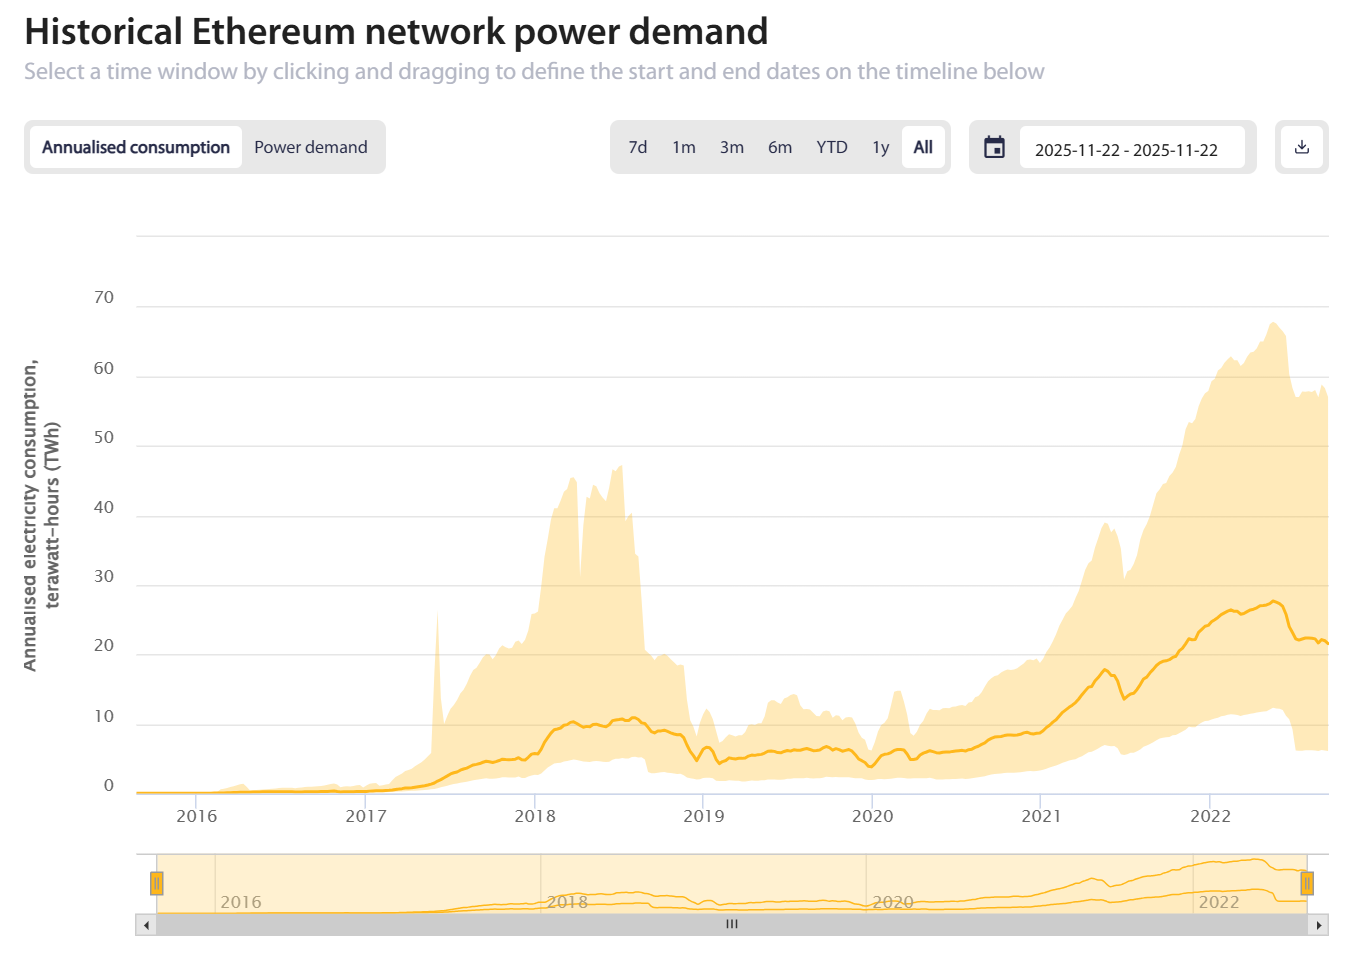 Historical Ethereum network power demand
Select a time window by clicking and dragging to define the start and end dates on the timeline below
Annualised consumption Power demand 7d 1m 3m 6m YTD 1y All 2025-11-22 - 2025-11-22
Annualised electricity consumption,
terawatt-hours (TWh)
70
60
50
40
30
20
10
0
2016 2017 2018 2019 2020 2021 2022
2016 2018 2020 2022